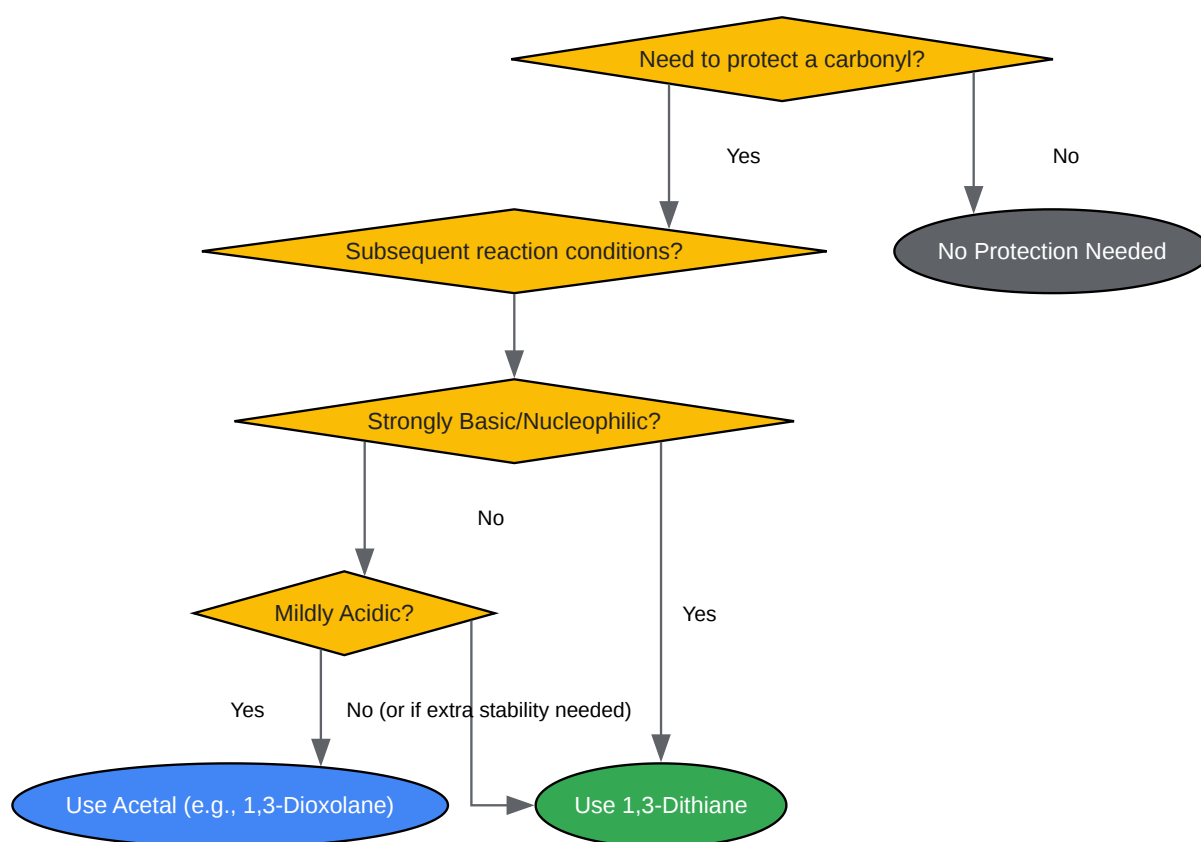 Need to protect a carbonyl?
Yes
No
Subsequent reaction conditions?
No Protection Needed
Strongly Basic/Nucleophilic?
No
Mildly Acidic?
Yes
Yes
No (or if extra stability needed)
Use Acetal (e.g., 1,3-Dioxolane)
Use 1,3-Dithiane